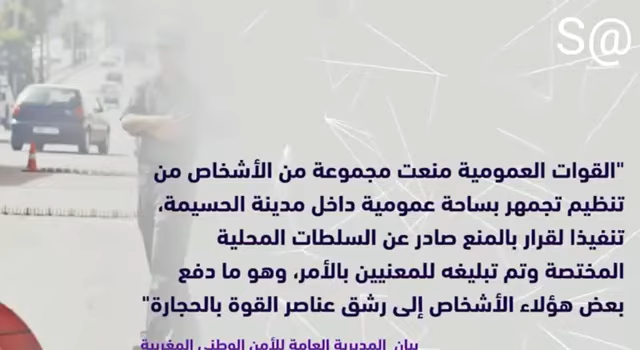 S@
"القوات العمومية منعت مجموعة من الأشخاص من
تنظيم تجمهر بساحة عمومية داخل مدينة الحسيمة،
تنفيذا لقرار بالمنع صادر عن السلطات المحلية
المختصة وتم تبليغه للمعنيين بالأمر، وهو ما دفع
بعض هؤلاء الأشخاص إلى رشق عناصر القوة بالحجارة"
بيان المديرية العامة للأمن الوطني المغربية